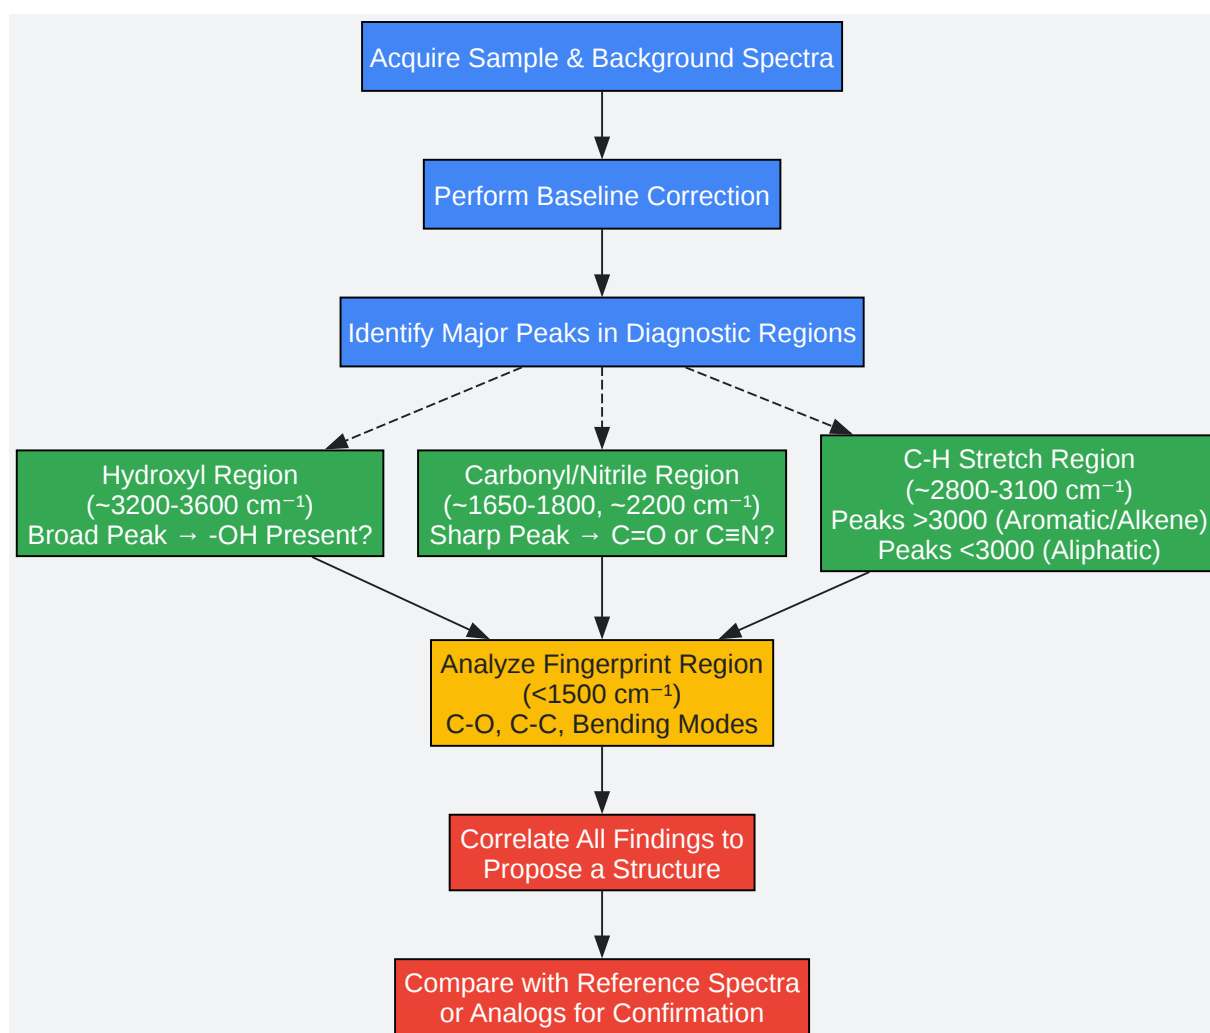 Acquire Sample & Background Spectra
Perform Baseline Correction
Identify Major Peaks in Diagnostic Regions
Hydroxyl Region
(~3200-3600 cm⁻¹)
Broad Peak → -OH Present?
Carbonyl/Nitrile Region
(~1650-1800, ~2200 cm⁻¹)
Sharp Peak → C=O or C≡N?
C-H Stretch Region
(~2800-3100 cm⁻¹)
Peaks >3000 (Aromatic/Alkene)
Peaks <3000 (Aliphatic)
Analyze Fingerprint Region
(<1500 cm⁻¹)
C-O, C-C, Bending Modes
Correlate All Findings to
Propose a Structure
Compare with Reference Spectra
or Analogs for Confirmation